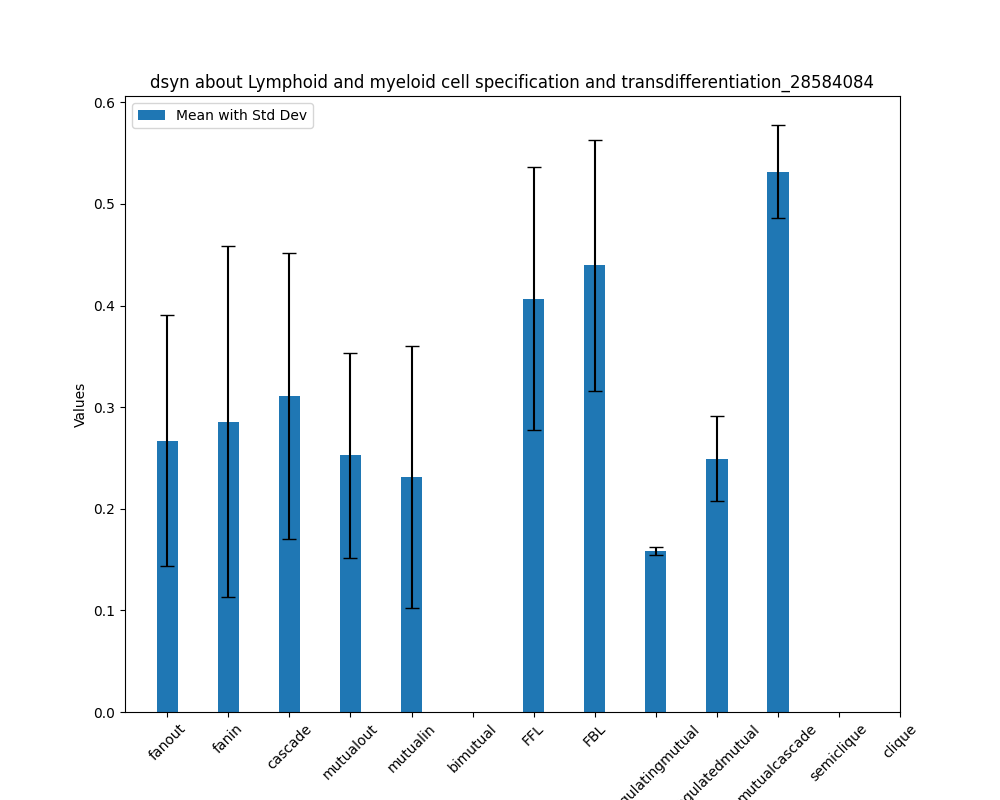 dsyn about Lymphoid and myeloid cell specification and transdifferentiation_28584084
Mean with Std Dev
0.6
0.5
0.4
0.3
0.2
0.1
0.0
Values
fanout
fanin
cascade
mutualout
mutualin
bimutual
FFL
FBL
gulatingmutual
gulatedmutual
mutualcascade
semiclique
clique